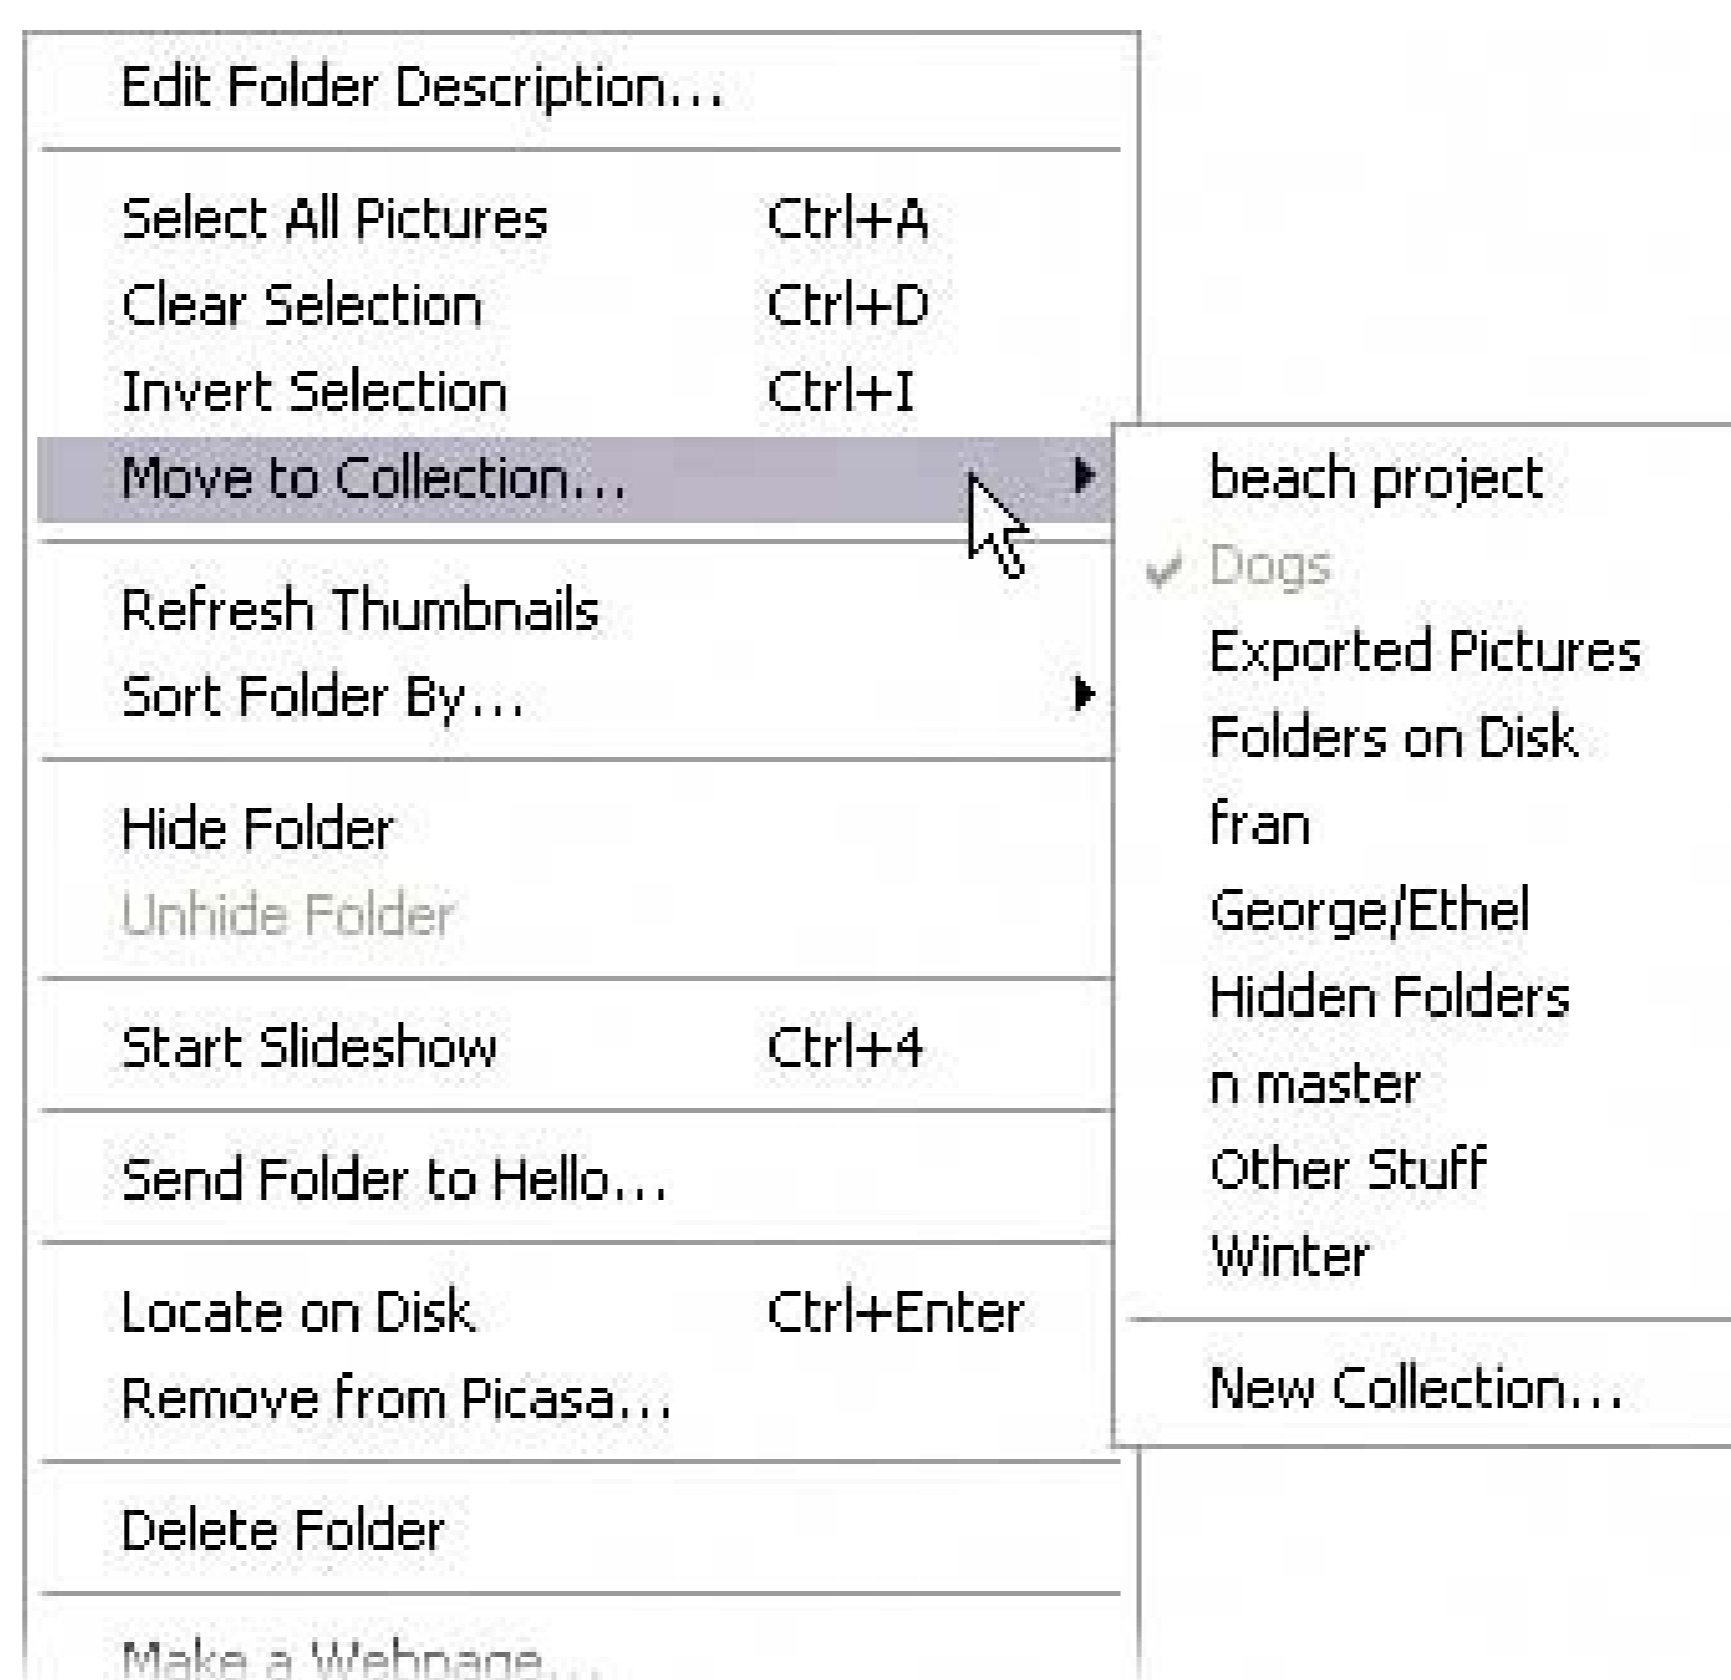 Edit Folder Description...
Select All Pictures Ctrl+A
Clear Selection Ctrl+D
Invert Selection Ctrl+I
Move to Collection...
Refresh Thumbnails
Sort Folder By...
Hide Folder
Unhide Folder
Start Slideshow Ctrl+4
Send Folder to Hello...
Locate on Disk Ctrl+Enter
Remove from Picasa...
Delete Folder
Make a Webpage...
beach project
Dogs
Exported Pictures
Folders on Disk
fran
George/Ethel
Hidden Folders
n master
Other Stuff
Winter
New Collection...